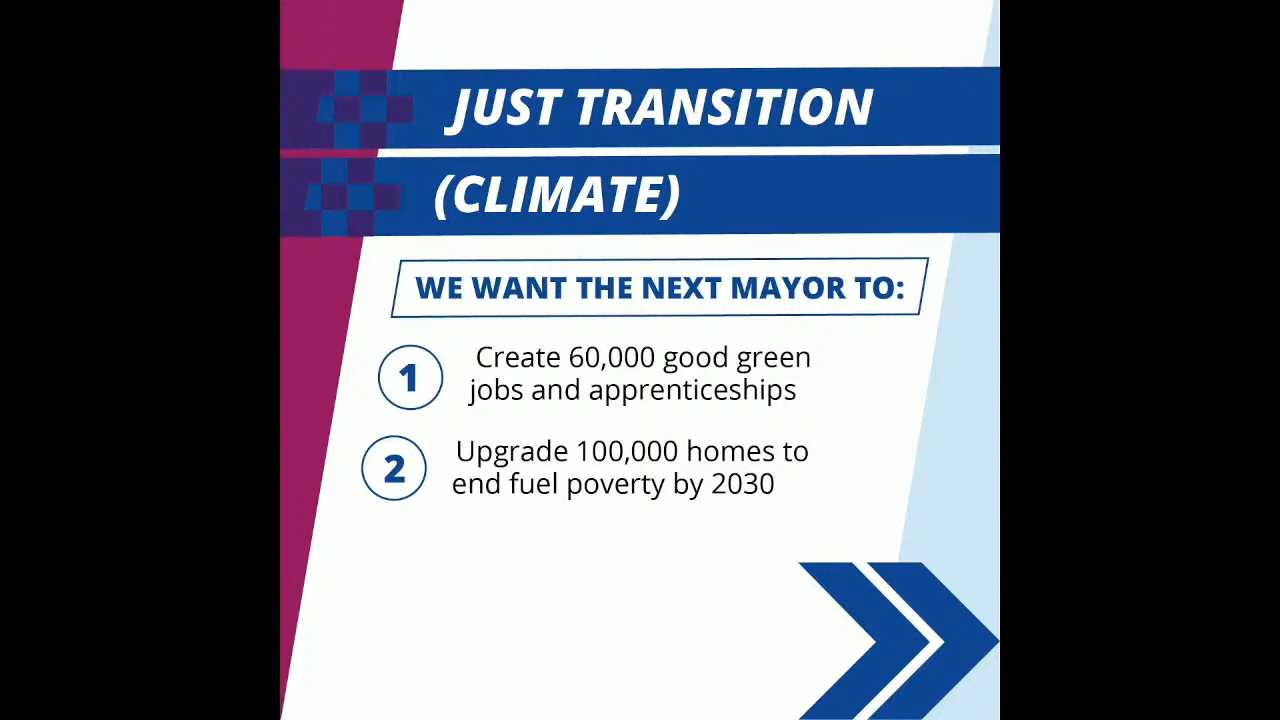 JUST TRANSITION
(CLIMATE)
WE WANT THE NEXT MAYOR TO:
1
Create 60,000 good green
jobs and apprenticeships
2
Upgrade 100,000 homes to
end fuel poverty by 2030